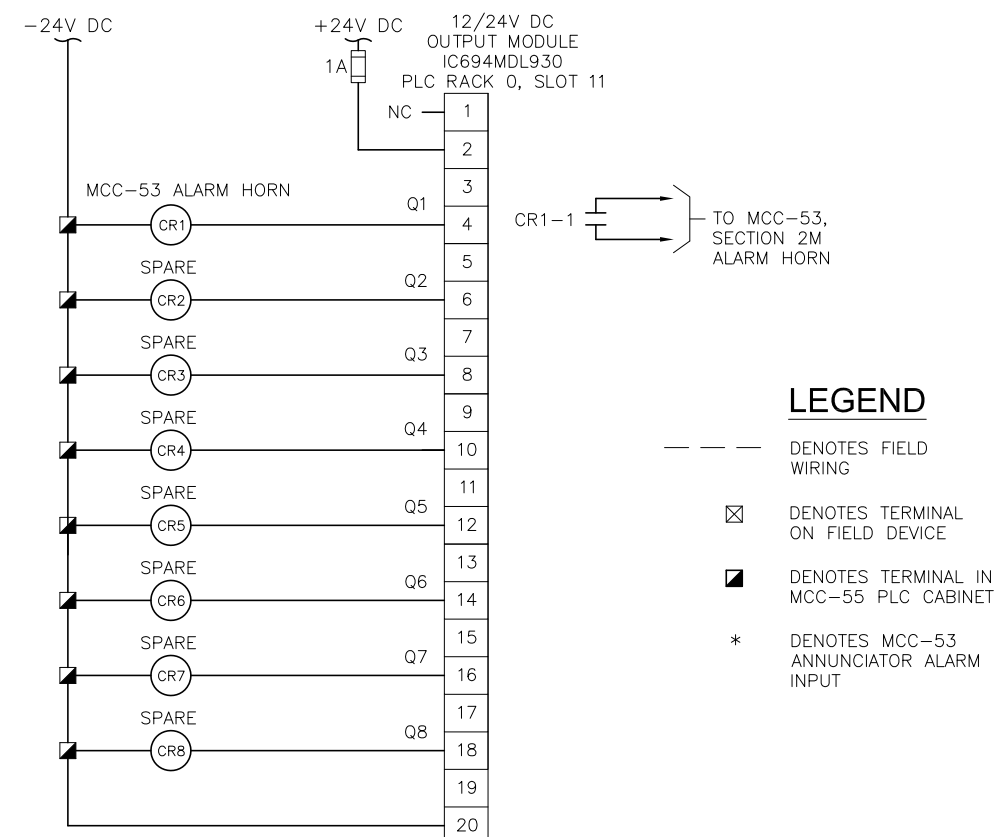 −24V DC
+24V DC
12/24V DC
OUTPUT MODULE
IC694MDL930
PLC RACK 0, SLOT 11
1A
NC
1
2
3
MCC−53 ALARM HORN
Q1
CR1
4
CR1−1
TO MCC−53,
SECTION 2M
ALARM HORN
5
SPARE
Q2
CR2
6
7
SPARE
Q3
CR3
8
9
SPARE
Q4
CR4
10
11
SPARE
Q5
CR5
12
13
SPARE
Q6
CR6
14
15
SPARE
Q7
CR7
16
17
SPARE
Q8
CR8
18
19
20
LEGEND
DENOTES FIELD
WIRING
DENOTES TERMINAL
ON FIELD DEVICE
DENOTES TERMINAL IN
MCC−55 PLC CABINET
* DENOTES MCC−53
ANNUNCIATOR ALARM
INPUT